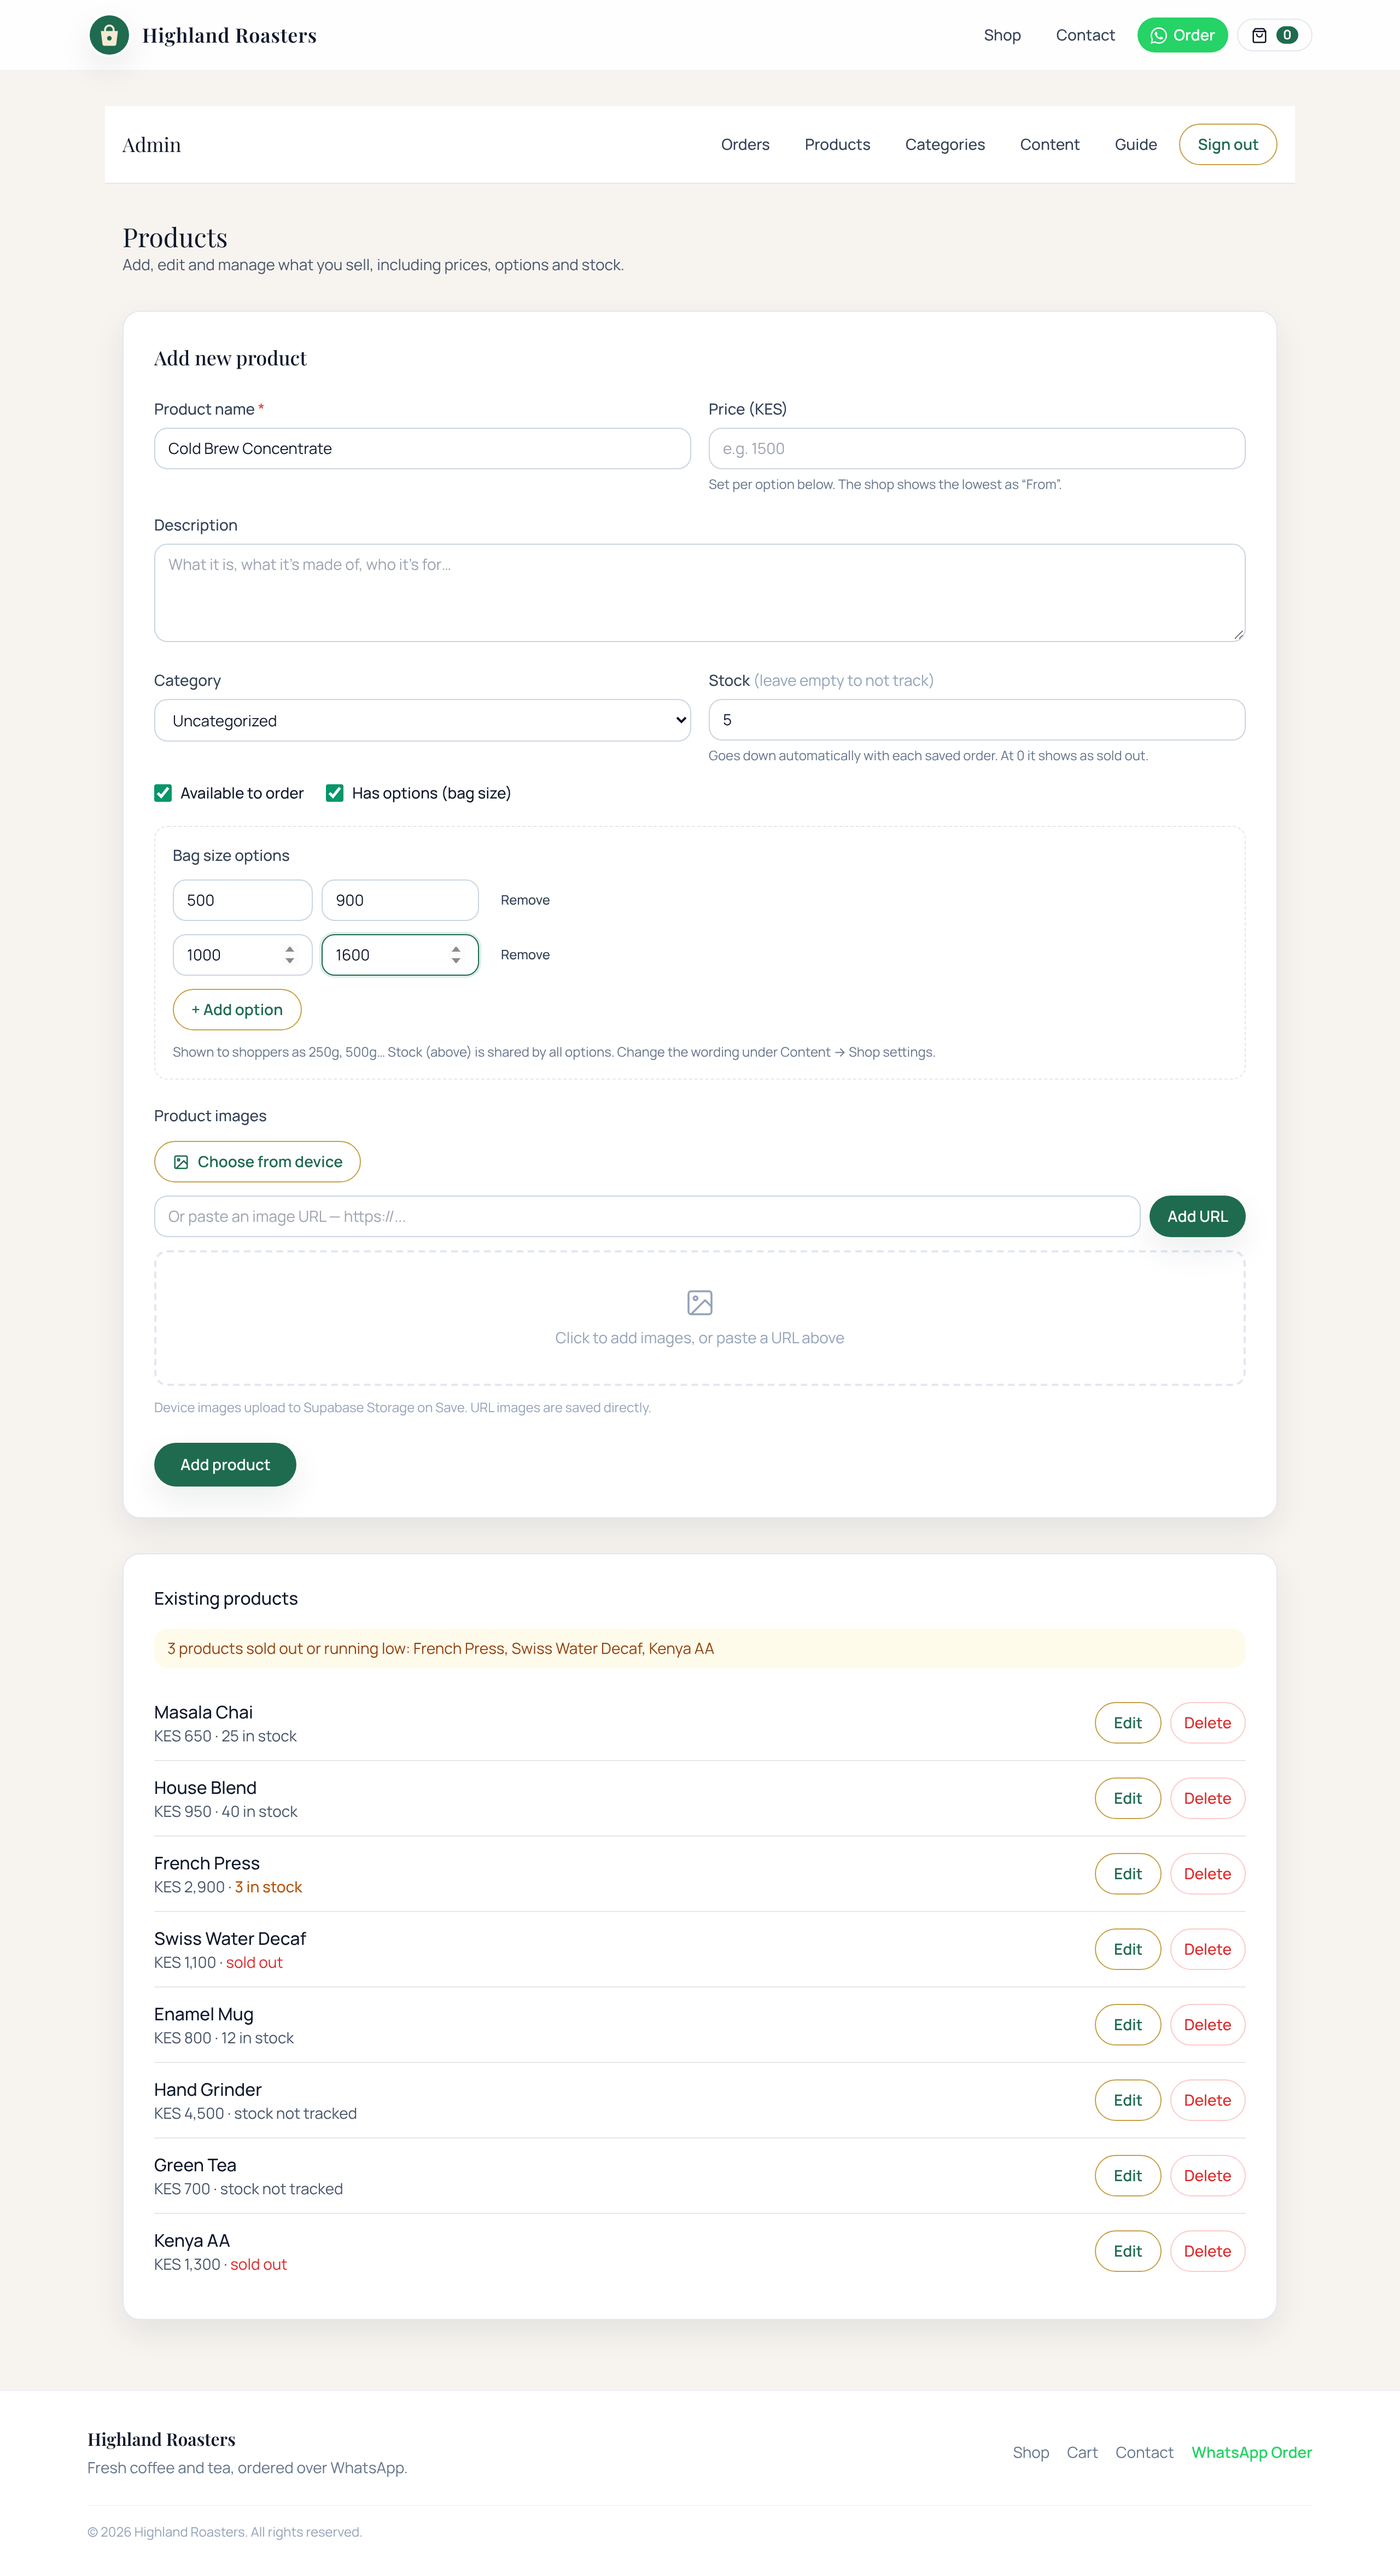 Highland Roasters
Shop
Contact
Order
0
Admin
Orders
Products
Categories
Content
Guide
Sign out
Products
Add, edit and manage what you sell, including prices, options and stock.
Add new product
Product name *
Price (KES)
Cold Brew Concentrate
e.g. 1500
Set per option below. The shop shows the lowest as “From”.
Description
What it is, what it's made of, who it's for…
Category
Stock (leave empty to not track)
Uncategorized
5
Goes down automatically with each saved order. At 0 it shows as sold out.
Available to order
Has options (bag size)
Bag size options
500
900
Remove
1000
1600
Remove
+ Add option
Shown to shoppers as 250g, 500g… Stock (above) is shared by all options. Change the wording under Content → Shop settings.
Product images
Choose from device
Or paste an image URL — https://...
Add URL
Click to add images, or paste a URL above
Device images upload to Supabase Storage on Save. URL images are saved directly.
Add product
Existing products
3 products sold out or running low: French Press, Swiss Water Decaf, Kenya AA
Masala Chai
KES 650 · 25 in stock
Edit
Delete
House Blend
KES 950 · 40 in stock
Edit
Delete
French Press
KES 2,900 · 3 in stock
Edit
Delete
Swiss Water Decaf
KES 1,100 · sold out
Edit
Delete
Enamel Mug
KES 800 · 12 in stock
Edit
Delete
Hand Grinder
KES 4,500 · stock not tracked
Edit
Delete
Green Tea
KES 700 · stock not tracked
Edit
Delete
Kenya AA
KES 1,300 · sold out
Edit
Delete
Highland Roasters
Fresh coffee and tea, ordered over WhatsApp.
Shop
Cart
Contact
WhatsApp Order
© 2026 Highland Roasters. All rights reserved.